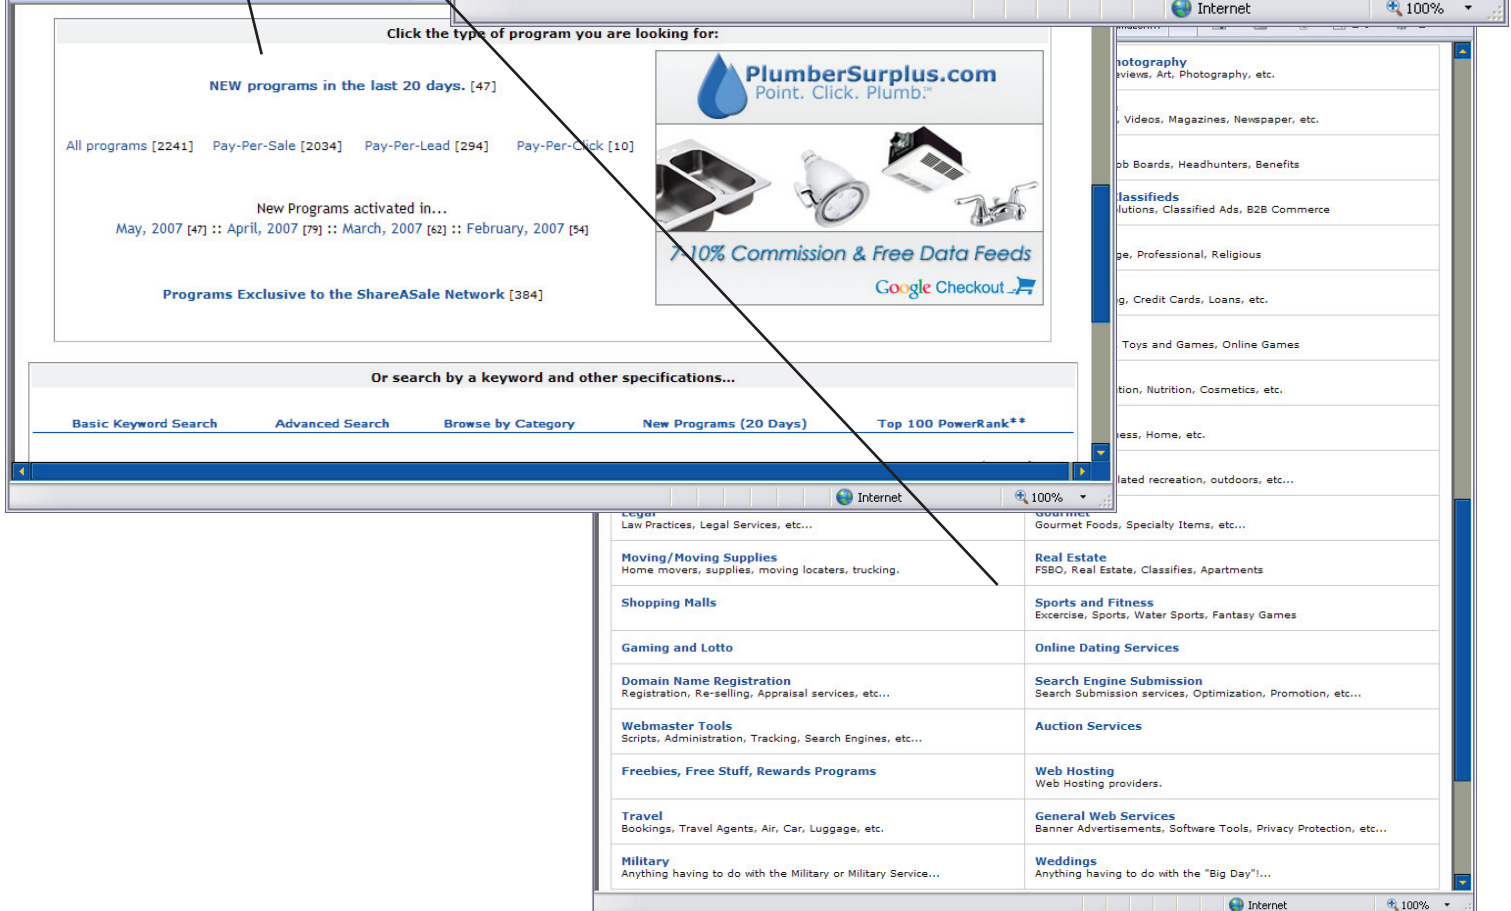 Internet
100%
Click the type of program you are looking for:
NEW programs in the last 20 days. [47]
All programs [2241] Pay-Per-Sale [2034] Pay-Per-Lead [294] Pay-Per-Click [10]
New Programs activated in...
May, 2007 [47] :: April, 2007 [79] :: March, 2007 [62] :: February, 2007 [54]
Programs Exclusive to the ShareASale Network [384]
PlumberSurplus.com
Point. Click. Plumb.™
7-10% Commission & Free Data Feeds
Google Checkout
Or search by a keyword and other specifications...
Basic Keyword Search Advanced Search Browse by Category New Programs (20 Days) Top 100 PowerRank**
Internet
100%
hotography
eviews, Art, Photography, etc.
, Videos, Magazines, Newspaper, etc.
ob Boards, Headhunters, Benefits
lassifieds
lutions, Classified Ads, B2B Commerce
ge, Professional, Religious
g, Credit Cards, Loans, etc.
Toys and Games, Online Games
tion, Nutrition, Cosmetics, etc.
ness, Home, etc.
lated recreation, outdoors, etc...
Legal
Law Practices, Legal Services, etc...
Gourmet
Gourmet Foods, Specialty Items, etc...
Moving/Moving Supplies
Home movers, supplies, moving locaters, trucking.
Real Estate
FSBO, Real Estate, Classifies, Apartments
Shopping Malls
Sports and Fitness
Excercise, Sports, Water Sports, Fantasy Games
Gaming and Lotto
Online Dating Services
Domain Name Registration
Registration, Re-selling, Appraisal services, etc...
Search Engine Submission
Search Submission services, Optimization, Promotion, etc...
Webmaster Tools
Scripts, Administration, Tracking, Search Engines, etc...
Auction Services
Freebies, Free Stuff, Rewards Programs
Web Hosting
Web Hosting providers.
Travel
Bookings, Travel Agents, Air, Car, Luggage, etc.
General Web Services
Banner Advertisements, Software Tools, Privacy Protection, etc...
Military
Anything having to do with the Military or Military Service...
Weddings
Anything having to do with the "Big Day"!...
Internet
100%